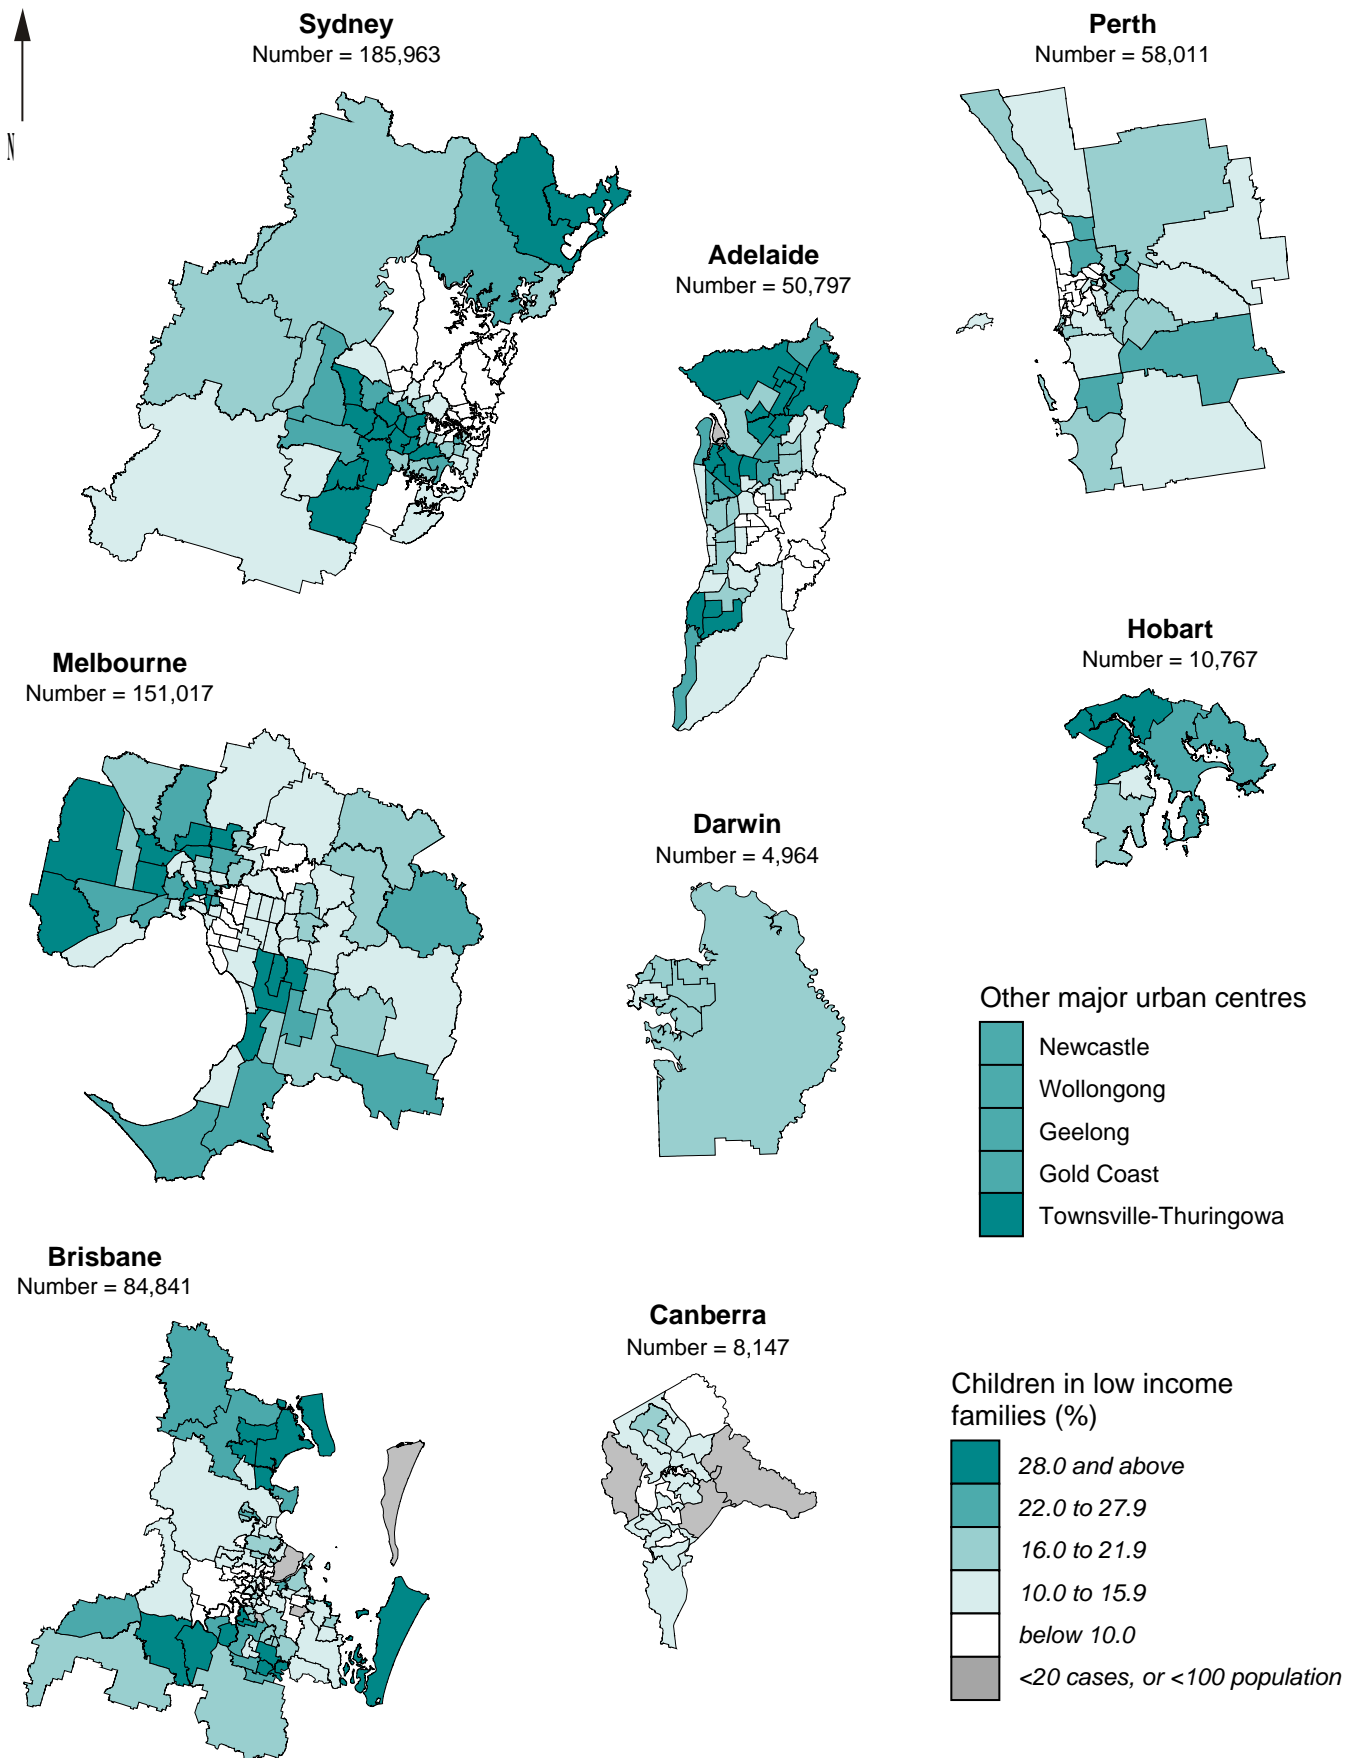 Sydney
Number = 185,963
Perth
Number = 58,011
N
Adelaide
Number = 50,797
Hobart
Number = 10,767
Melbourne
Number = 151,017
Darwin
Number = 4,964
Other major urban centres
Newcastle
Wollongong
Geelong
Gold Coast
Townsville-Thuringowa
Brisbane
Number = 84,841
Canberra
Number = 8,147
Children in low income
families (%)
28.0 and above
22.0 to 27.9
16.0 to 21.9
10.0 to 15.9
below 10.0
<20 cases, or <100 population